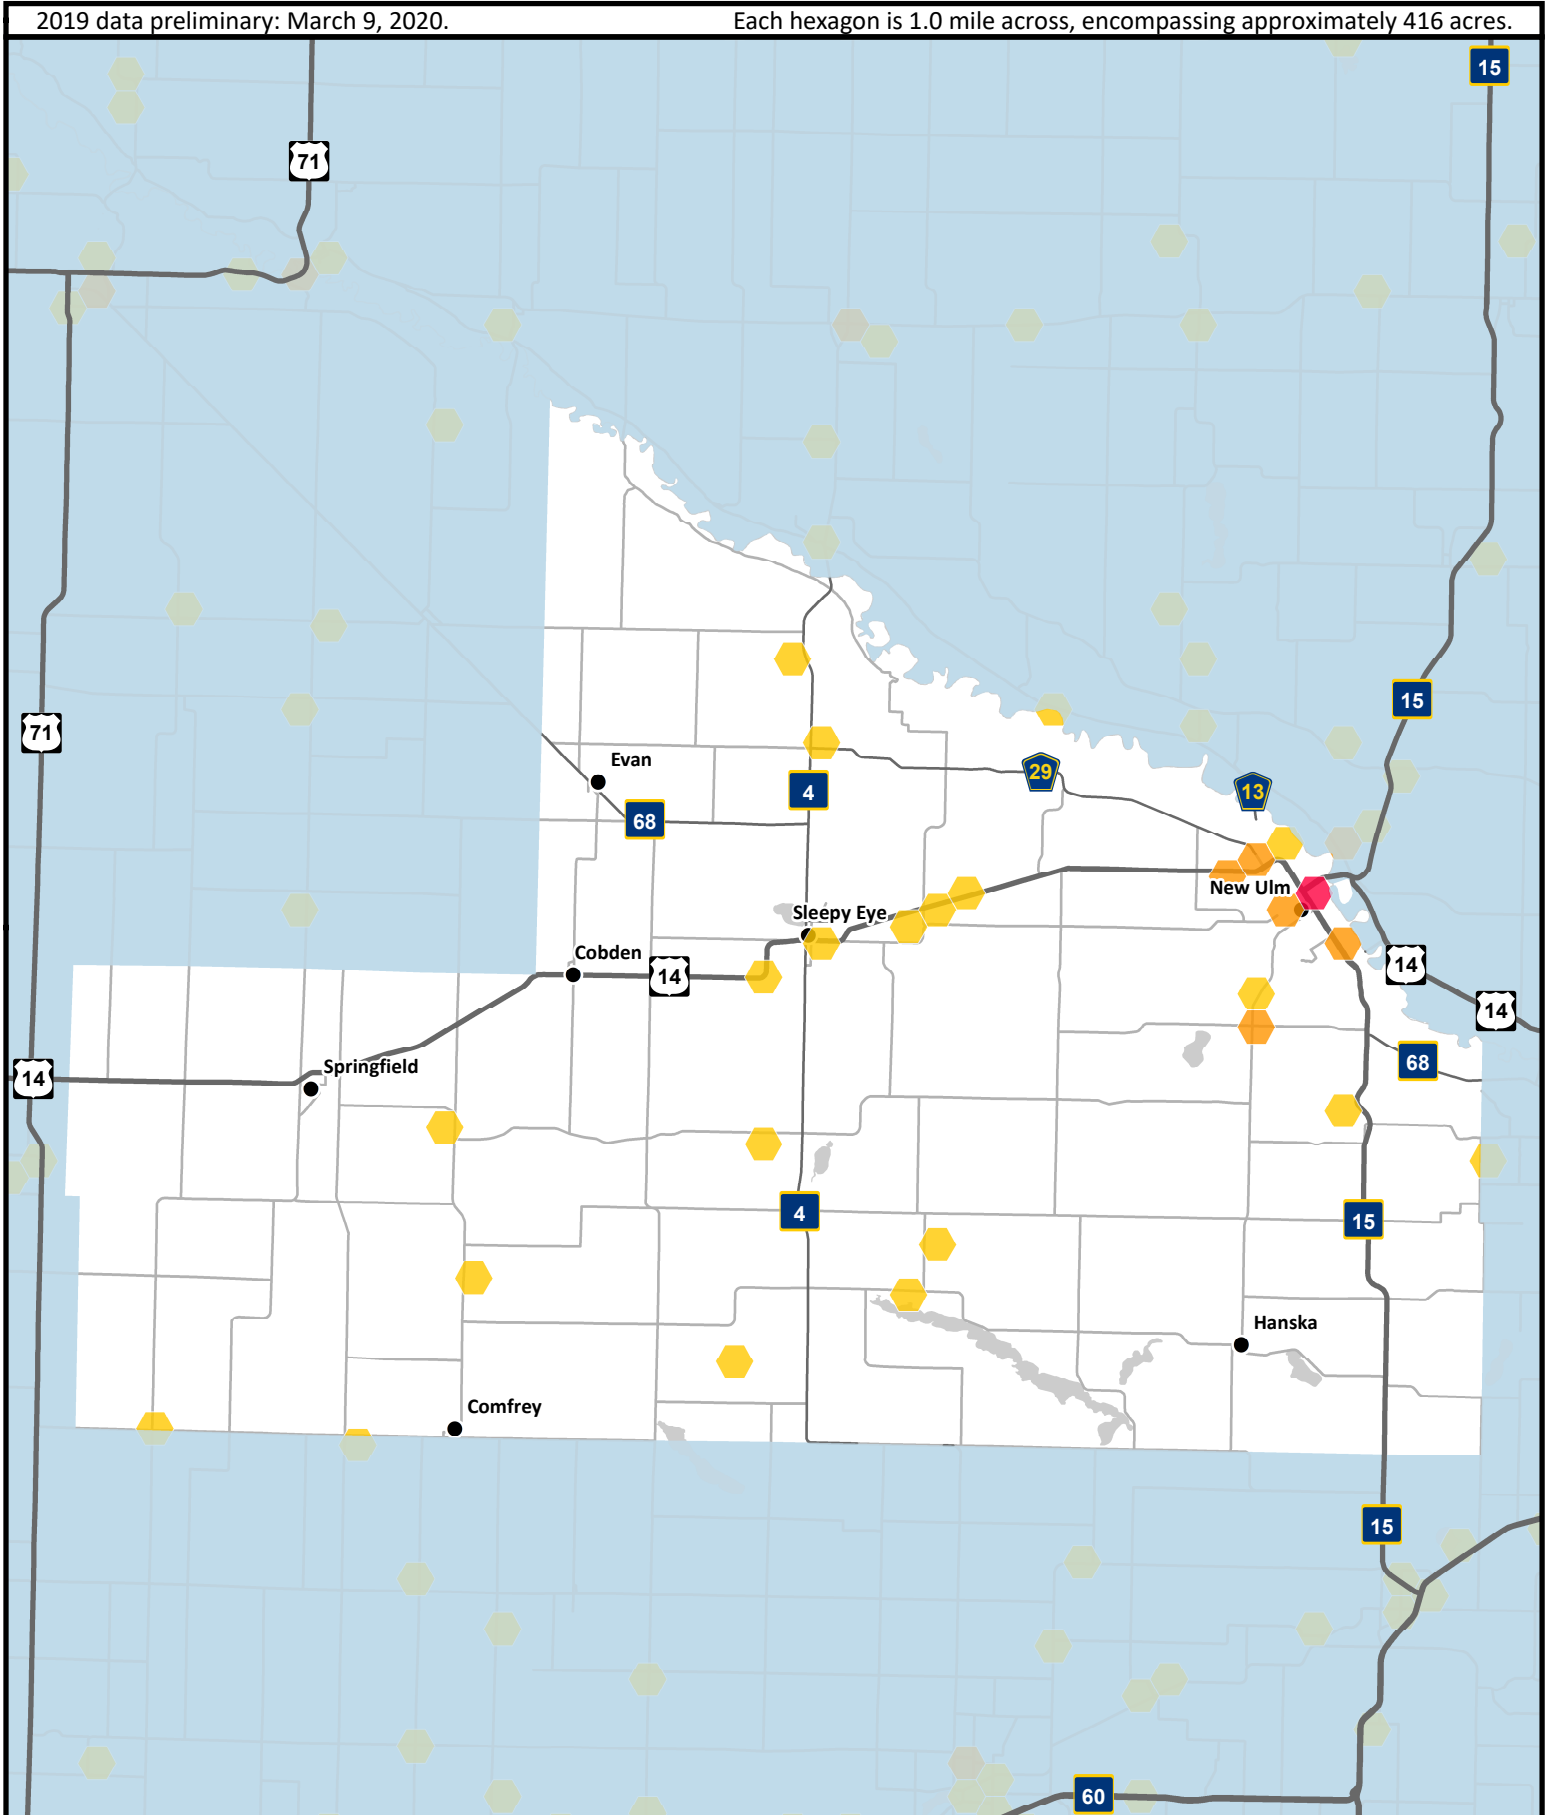 2019 data preliminary: March 9, 2020.
Each hexagon is 1.0 mile across, encompassing approximately 416 acres.
15
71
15
71
Evan
29
4
13
68
New Ulm
Sleepy Eye
Cobden
14
14
14
Springfield
14
68
4
15
Hanska
Comfrey
15
60